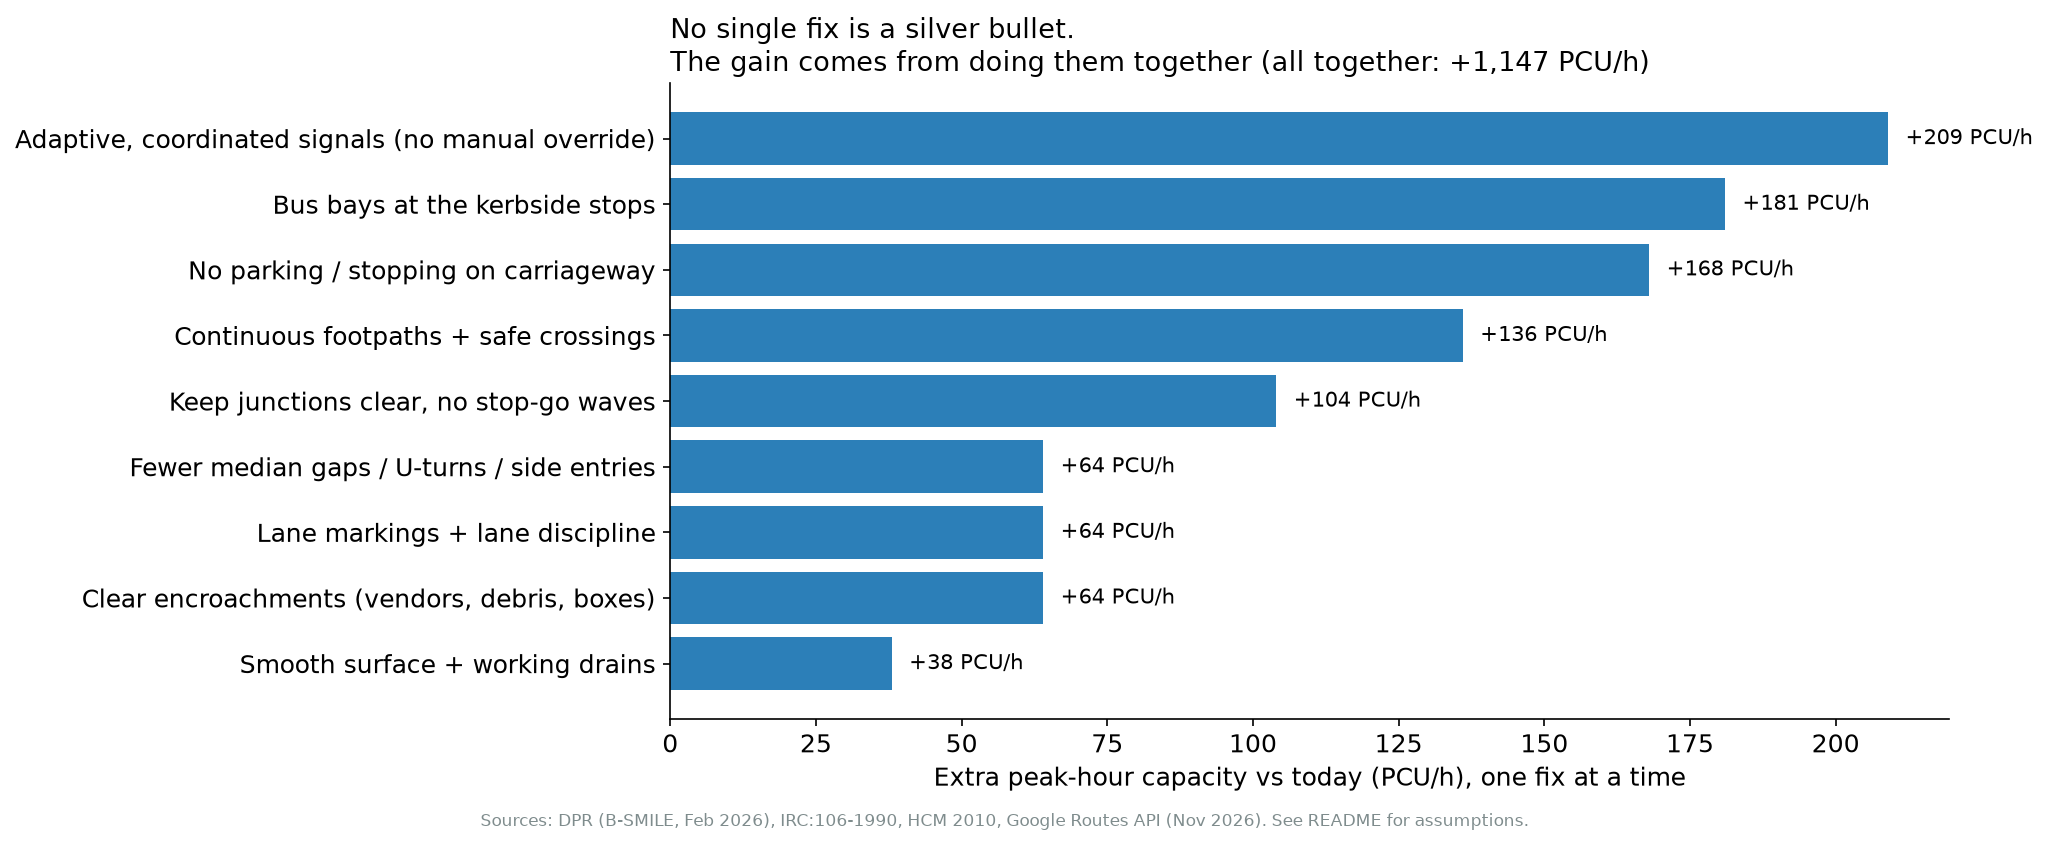 No single fix is a silver bullet.
The gain comes from doing them together (all together: +1,147 PCU/h)
Adaptive, coordinated signals (no manual override)
+209 PCU/h
Bus bays at the kerbside stops
+181 PCU/h
No parking / stopping on carriageway
+168 PCU/h
Continuous footpaths + safe crossings
+136 PCU/h
Keep junctions clear, no stop-go waves
+104 PCU/h
Fewer median gaps / U-turns / side entries
+64 PCU/h
Lane markings + lane discipline
+64 PCU/h
Clear encroachments (vendors, debris, boxes)
+64 PCU/h
Smooth surface + working drains
+38 PCU/h
0 25 50 75 100 125 150 175 200
Extra peak-hour capacity vs today (PCU/h), one fix at a time
Sources: DPR (B-SMILE, Feb 2026), IRC:106-1990, HCM 2010, Google Routes API (Nov 2026). See README for assumptions.